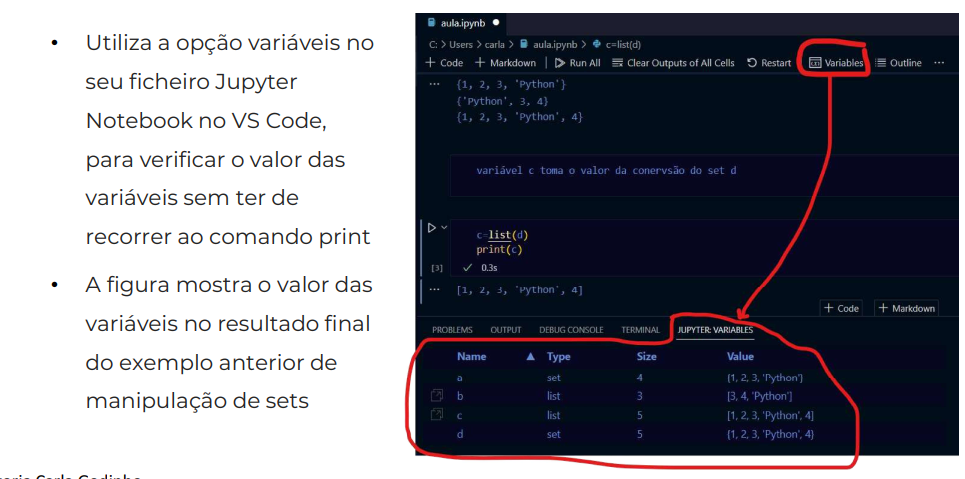 • Utiliza a opção variáveis no
seu ficheiro Jupyter
Notebook no VS Code,
para verificar o valor das
variáveis sem ter de
recorrer ao comando print
• A figura mostra o valor das
variáveis no resultado final
do exemplo anterior de
manipulação de sets
aula.ipynb ●
C: > Users > carla > aula.ipynb > c=list(d)
+ Code + Markdown | Run All Clear Outputs of All Cells Restart Variables Outline ...
... {1, 2, 3, 'Python'}
{'Python', 3, 4}
{1, 2, 3, 'Python', 4}
variável c toma o valor da conervsão do set d
c=list(d)
print(c)
[3] ✓ 0.3s
... [1, 2, 3, 'Python', 4]
+ Code + Markdown
PROBLEMS OUTPUT DEBUG CONSOLE TERMINAL JUPYTER: VARIABLES
Name ▲ Type Size Value
a set 4 {1, 2, 3, 'Python'}
b list 3 [3, 4, 'Python']
c list 5 [1, 2, 3, 'Python', 4]
d set 5 {1, 2, 3, 'Python', 4}
Carla